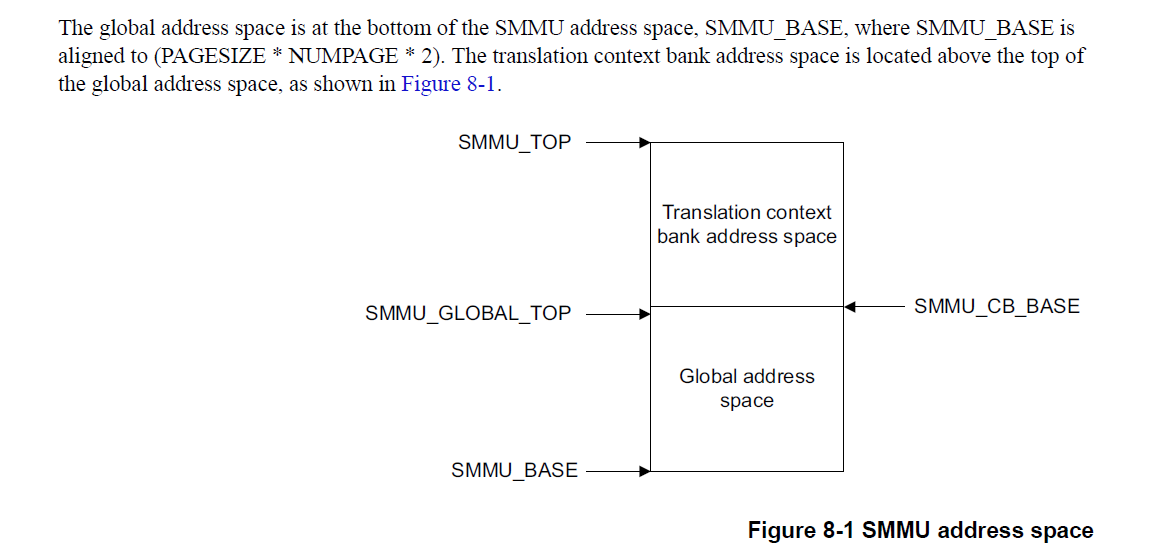 The global address space is at the bottom of the SMMU address space, SMMU_BASE, where SMMU_BASE is
aligned to (PAGESIZE * NUMPAGE * 2). The translation context bank address space is located above the top of
the global address space, as shown in Figure 8-1.
SMMU_TOP
Translation context
bank address space
SMMU_GLOBAL_TOP
SMMU_CB_BASE
Global address
space
SMMU_BASE
Figure 8-1 SMMU address space